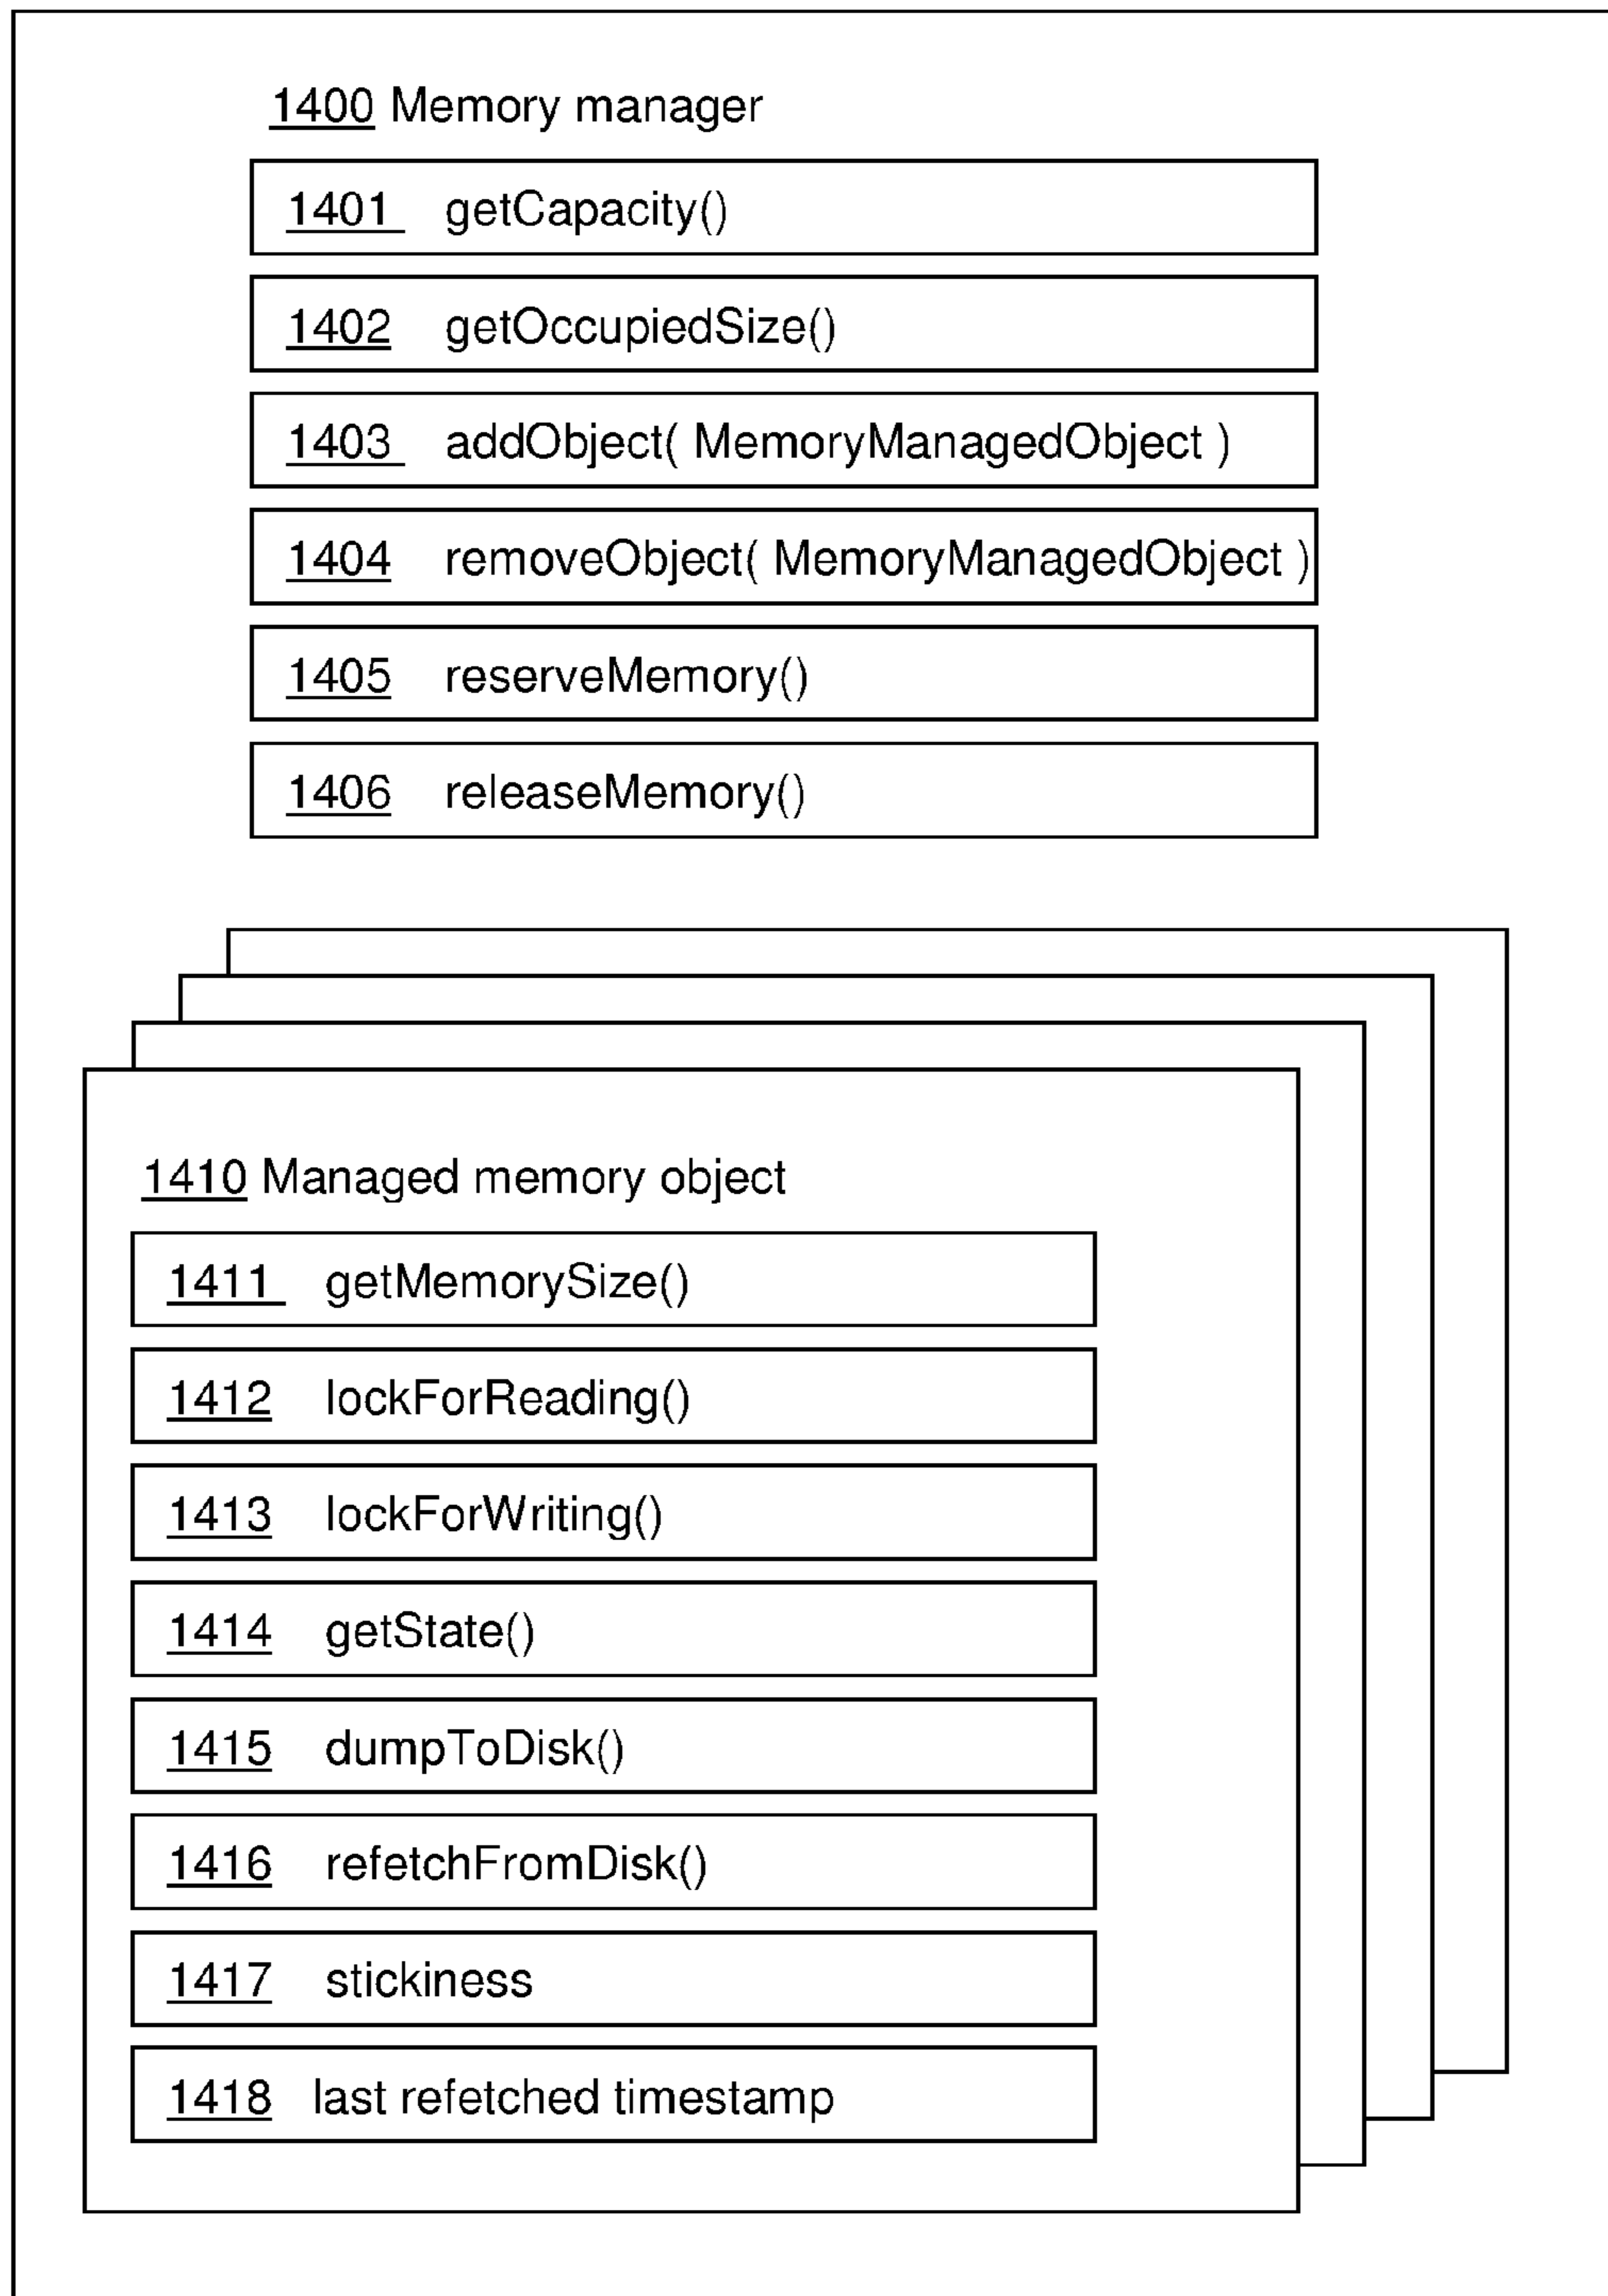 1400 Memory manager
1401 getCapacity()
1402 getOccupiedSize()
1403 addObject( MemoryManagedObject )
1404 removeObject( MemoryManagedObject )
1405 reserveMemory()
1406 releaseMemory()
1410 Managed memory object
1411 getMemorySize()
1412 lockForReading()
1413 lockForWriting()
1414 getState()
1415 dumpToDisk()
1416 refetchFromDisk()
1417 stickiness
1418 last refetched timestamp